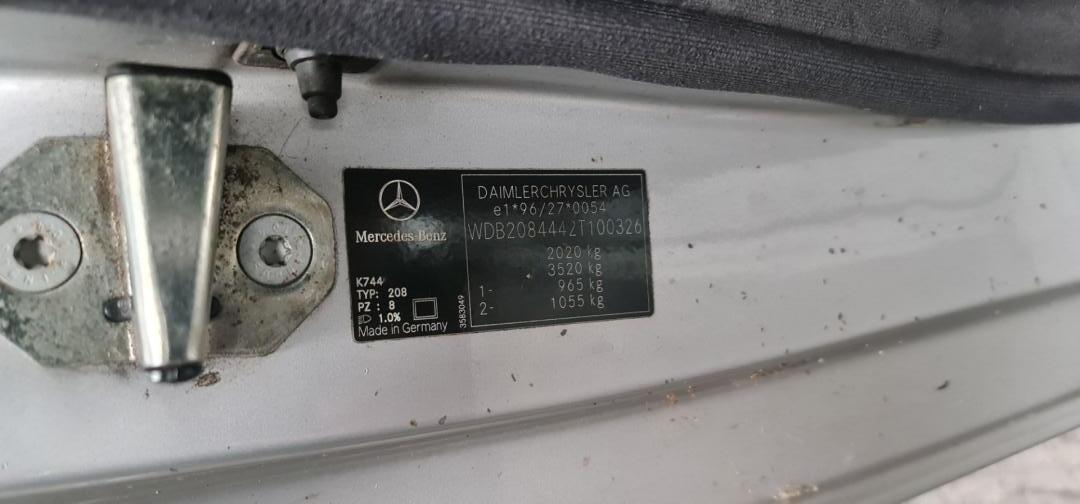 Mercedes-Benz
K744
TYP: 208
PZ : 8
1.0%
Made in Germany
3583049
DAIMLERCHRYSLER AG
e1*96/27*0054
WDB2084442T100326
2020 kg
3520 kg
1- 965 kg
2- 1055 kg